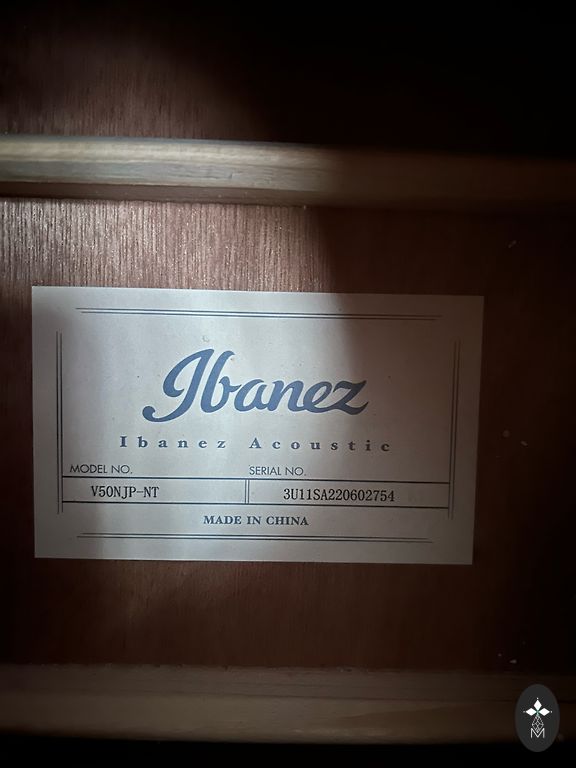 Ibanez
Ibanez Acoustic
MODEL NO. SERIAL NO.
V50NJP-NT 3U11SA220602754
MADE IN CHINA
M